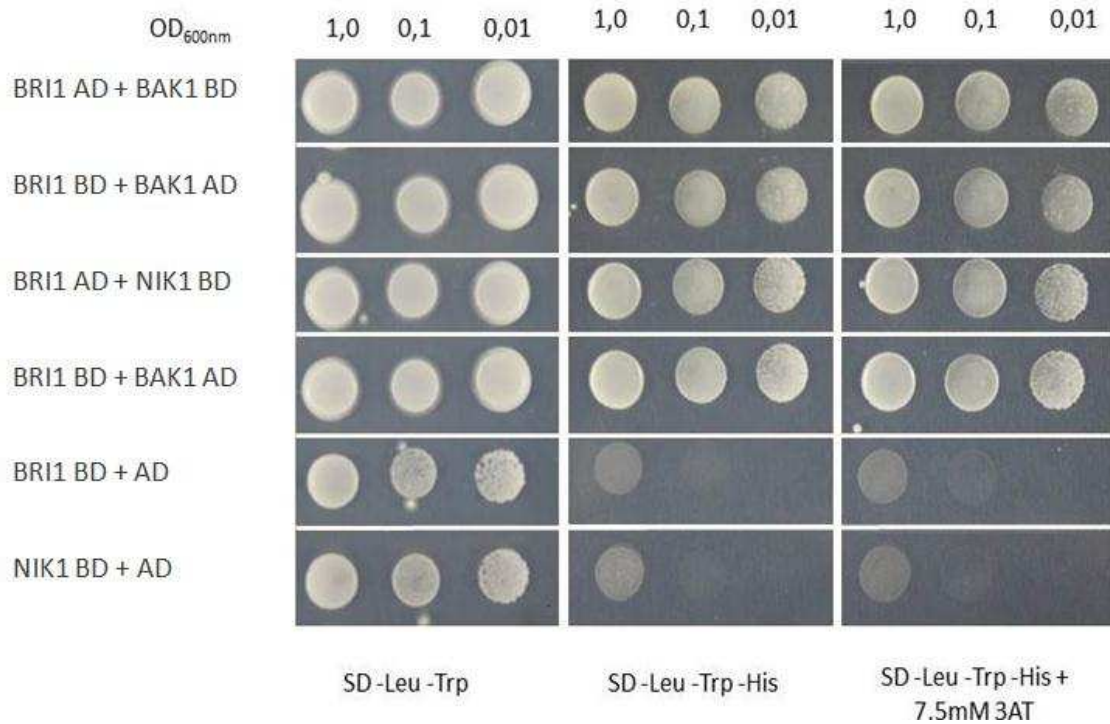 OD600nm 1,0 0,1 0,01 1,0 0,1 0,01 1,0 0,1 0,01
BRI1 AD + BAK1 BD
BRI1 BD + BAK1 AD
BRI1 AD + NIK1 BD
BRI1 BD + BAK1 AD
BRI1 BD + AD
NIK1 BD + AD
SD -Leu -Trp
SD -Leu -Trp -His
SD -Leu -Trp -His +
7.5mM 3AT